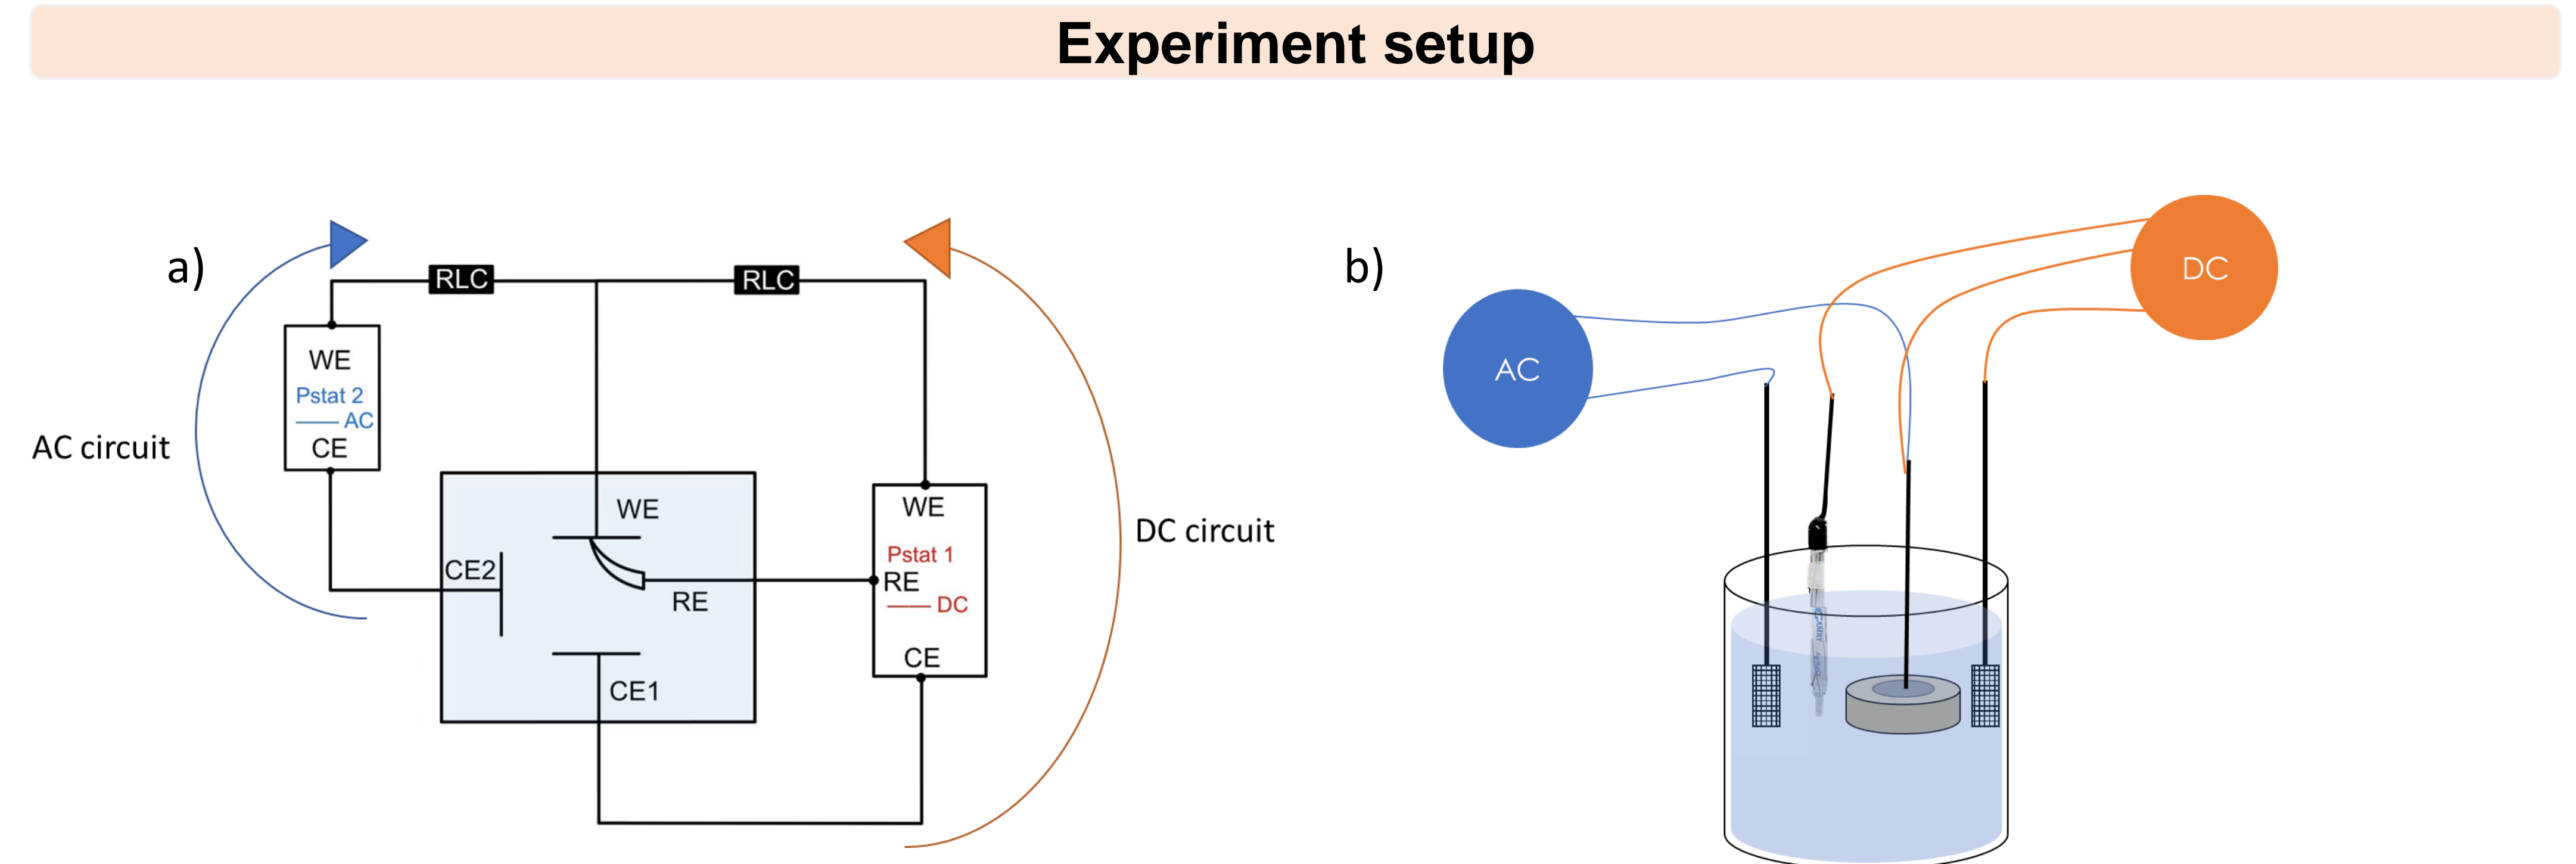 Experiment setup
a)
RLC
RLC
WE
Pstat 2
AC
CE
AC circuit
WE
CE2
RE
CE1
WE
Pstat 1
RE
DC
CE
DC circuit
b)
AC
DC